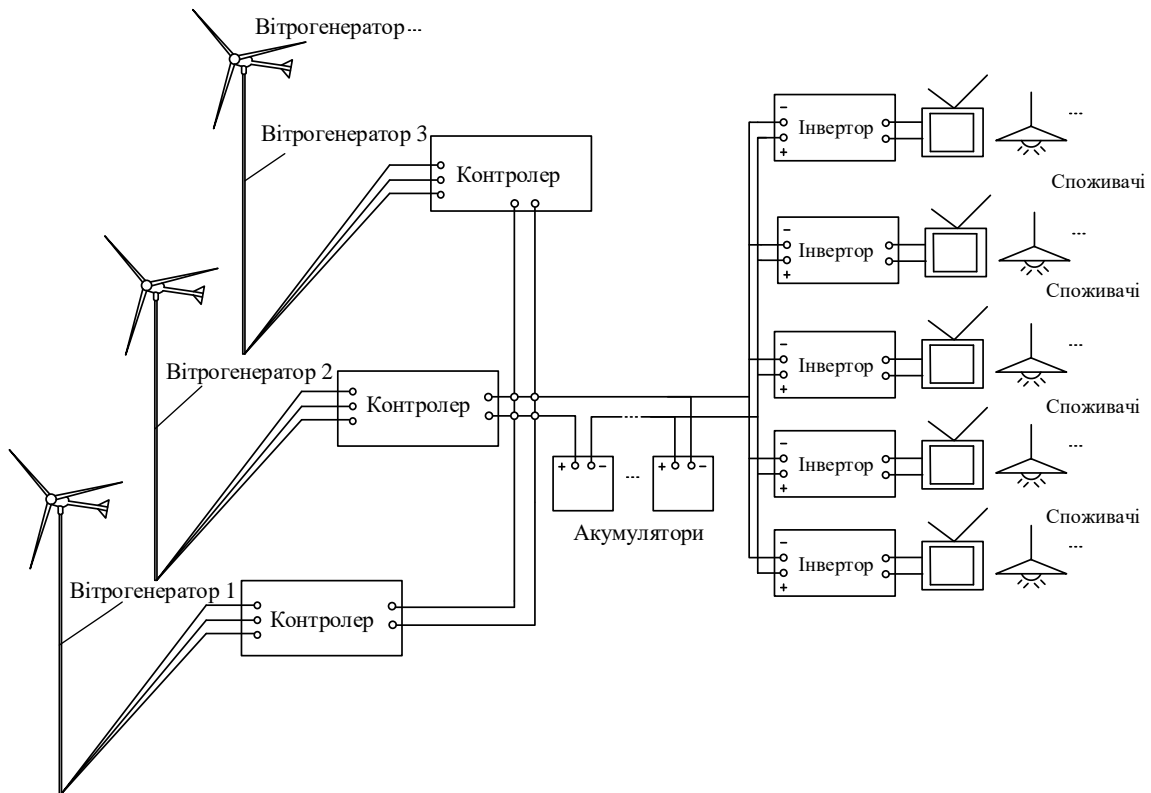 Вітрогенератор...
Вітрогенератор 3
Контролер
Вітрогенератор 2
Контролер
Вітрогенератор 1
Контролер
+ −
...
+ −
Акумулятори
−
Інвертор
+
...
Споживачі
−
Інвертор
+
...
Споживачі
−
Інвертор
+
...
Споживачі
−
Інвертор
+
...
Споживачі
−
Інвертор
+
...